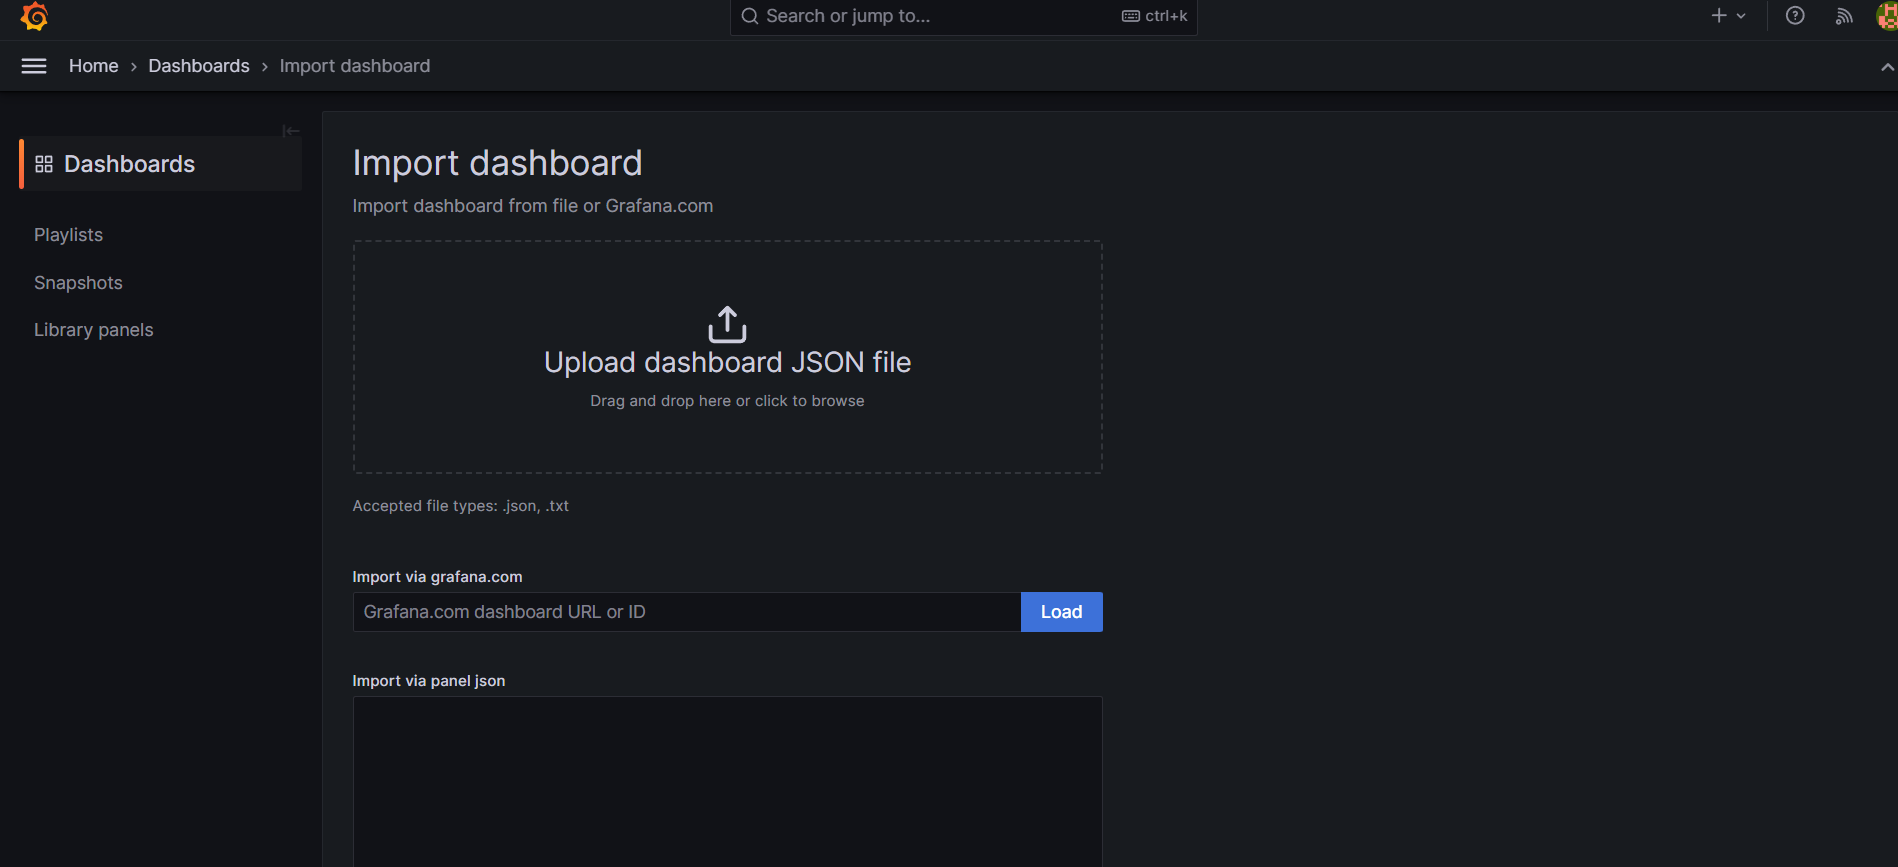 Search or jump to...
ctrl+k
Home › Dashboards › Import dashboard
Dashboards
Playlists
Snapshots
Library panels
Import dashboard
Import dashboard from file or Grafana.com
Upload dashboard JSON file
Drag and drop here or click to browse
Accepted file types: .json, .txt
Import via grafana.com
Grafana.com dashboard URL or ID
Load
Import via panel json